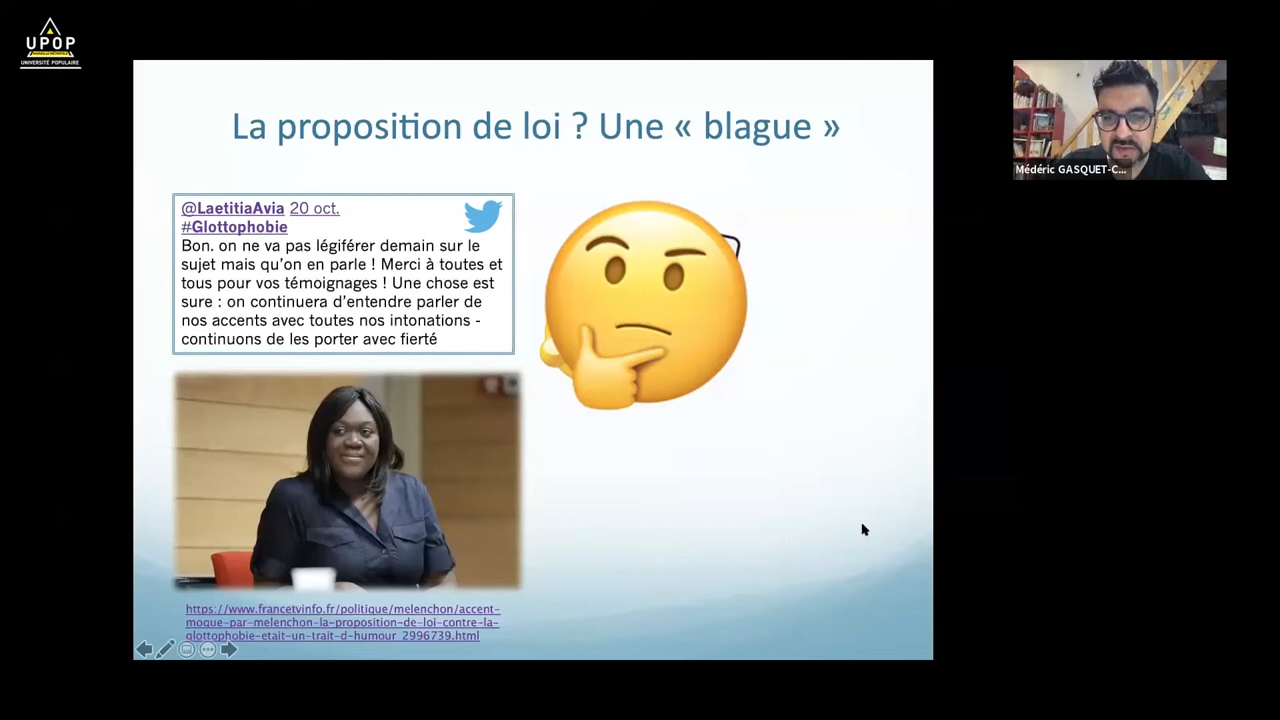 UPOP
UNIVERSITÉ POPULAIRE
La proposition de loi ? Une « blague »
@LaetitiaAvia 20 oct.
#Glottophobie
Bon. on ne va pas légiférer demain sur le
sujet mais qu’on en parle ! Merci à toutes et
tous pour vos témoignages ! Une chose est
sure : on continuera d’entendre parler de
nos accents avec toutes nos intonations -
continuons de les porter avec fierté
https://www.francetvinfo.fr/politique/melenchon/accent-
moque-par-melenchon-la-proposition-de-loi-contre-la-
glottophobie-etait-un-trait-d-humour_2996739.html
Médéric GASQUET-C...